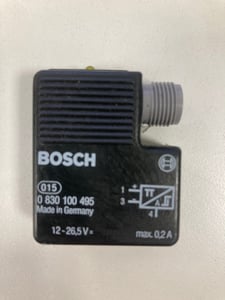 BOSCH
015
0 830 100 495
Made in Germany
12-26,5 V=
1 +
3 -
4
max. 0,2 A